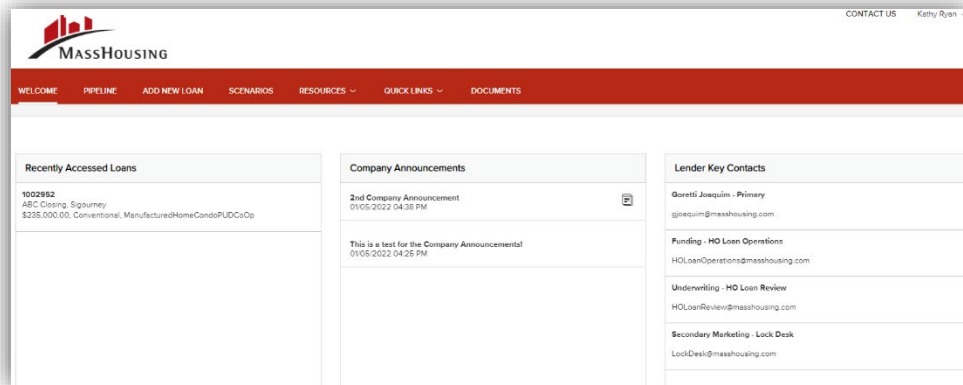 CONTACT US Kathy Ryan
MASSHOUSING
WELCOME PIPELINE ADD NEW LOAN SCENARIOS RESOURCES QUICK LINKS DOCUMENTS
Recently Accessed Loans
1002952
ABC Closing, Sigourney
$235,000.00, Conventional, ManufacturedHomeCondoPUDCoOp
Company Announcements
2nd Company Announcement
01/05/2022 04:38 PM
This is a test for the Company Announcements!
01/05/2022 04:25 PM
Lender Key Contacts
Goretti Joaquim - Primary
gjoaquim@masshousing.com
Funding - HO Loan Operations
HOLoanOperations@masshousing.com
Underwriting - HO Loan Review
HOLoanReview@masshousing.com
Secondary Marketing - Lock Desk
LockDesk@masshousing.com